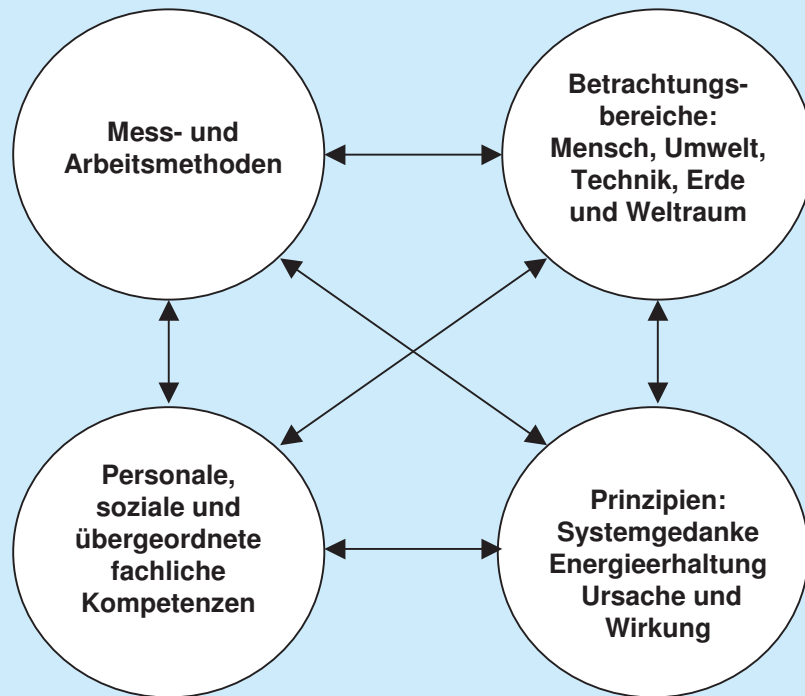 Mess- und
Arbeitsmethoden
Betrachtungs-
bereiche:
Mensch, Umwelt,
Technik, Erde
und Weltraum
Personale,
soziale und
übergeordnete
fachliche
Kompetenzen
Prinzipien:
Systemgedanke
Energieerhaltung
Ursache und
Wirkung